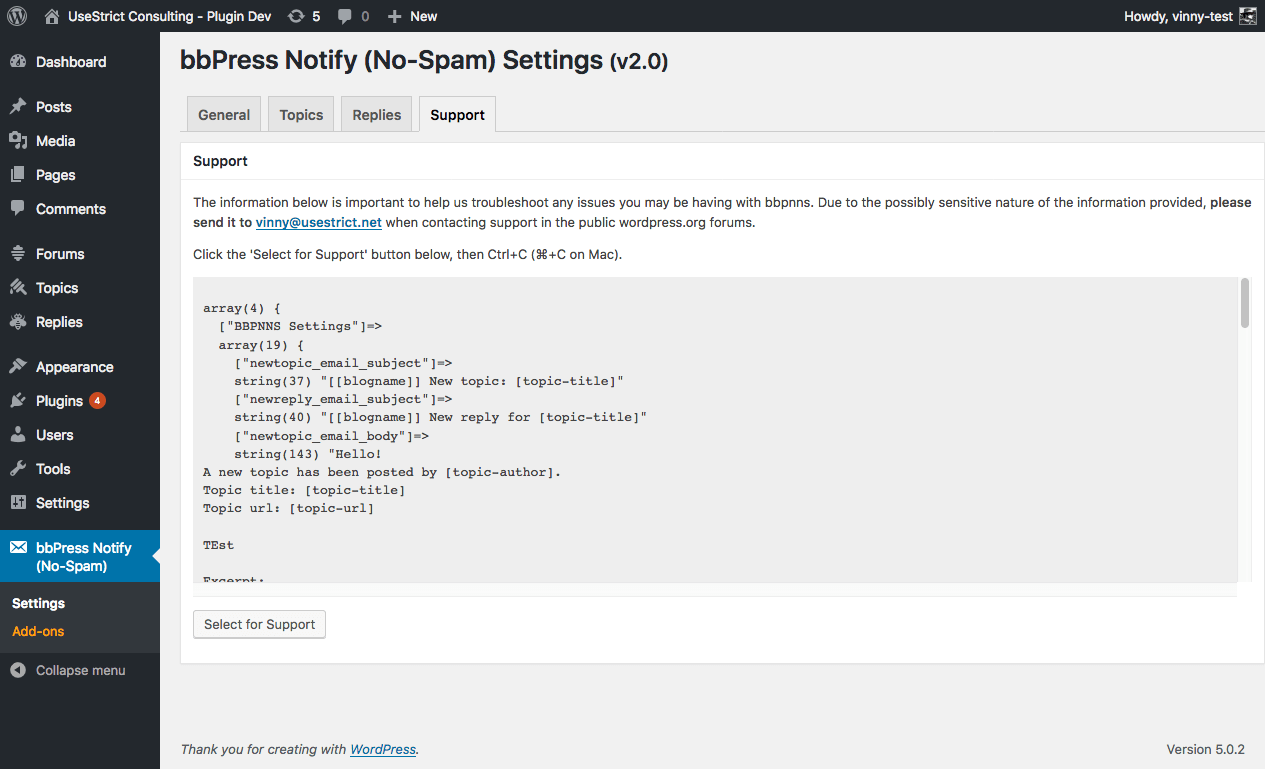 UseStrict Consulting - Plugin Dev 5 0 New Howdy, vinny-test
Dashboard
Posts
Media
Pages
Comments
Forums
Topics
Replies
Appearance
Plugins 4
Users
Tools
Settings
bbPress Notify
(No-Spam)
Settings
Add-ons
Collapse menu
bbPress Notify (No-Spam) Settings (v2.0)
General Topics Replies Support
Support
The information below is important to help us troubleshoot any issues you may be having with bbpnns. Due to the possibly sensitive nature of the information provided, please
send it to vinny@usestrict.net when contacting support in the public wordpress.org forums.
Click the 'Select for Support' button below, then Ctrl+C (⌘+C on Mac).
array(4) {
["BBPNNS Settings"]=>
array(19) {
["newtopic_email_subject"]=>
string(37) "[[blogname]] New topic: [topic-title]"
["newreply_email_subject"]=>
string(40) "[[blogname]] New reply for [topic-title]"
["newtopic_email_body"]=>
string(143) "Hello!
A new topic has been posted by [topic-author].
Topic title: [topic-title]
Topic url: [topic-url]
TEst
Excerpt:
Select for Support
Thank you for creating with WordPress.
Version 5.0.2